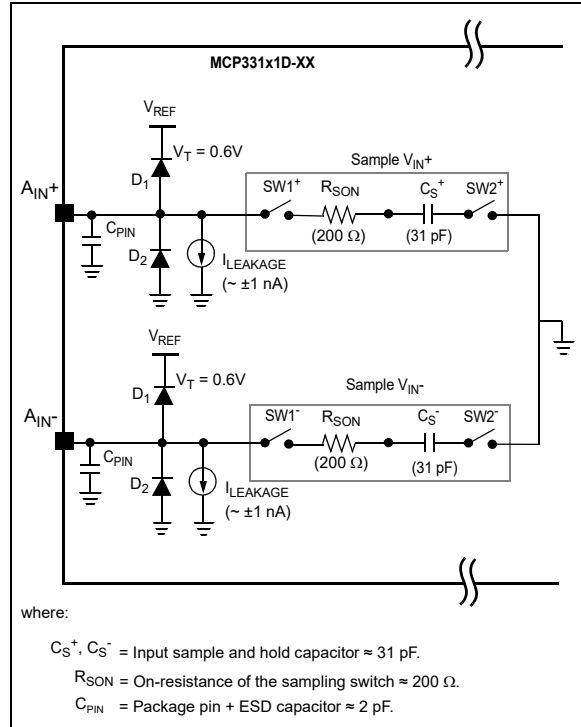 MCP331x1D-XX
VREF
VT = 0.6V
Sample VIN+
AIN+
D1
SW1+
RSON
CS+
SW2+
CPIN
(200 Ω)
(31 pF)
D2
ILEAKAGE
(~ ±1 nA)
VREF
VT = 0.6V
Sample VIN-
D1
AIN-
SW1-
RSON
CS-
SW2-
CPIN
(200 Ω)
(31 pF)
D2
ILEAKAGE
(~ ±1 nA)
where:
CS+, CS- = Input sample and hold capacitor ≈ 31 pF.
RSON = On-resistance of the sampling switch ≈ 200 Ω.
CPIN = Package pin + ESD capacitor ≈ 2 pF.